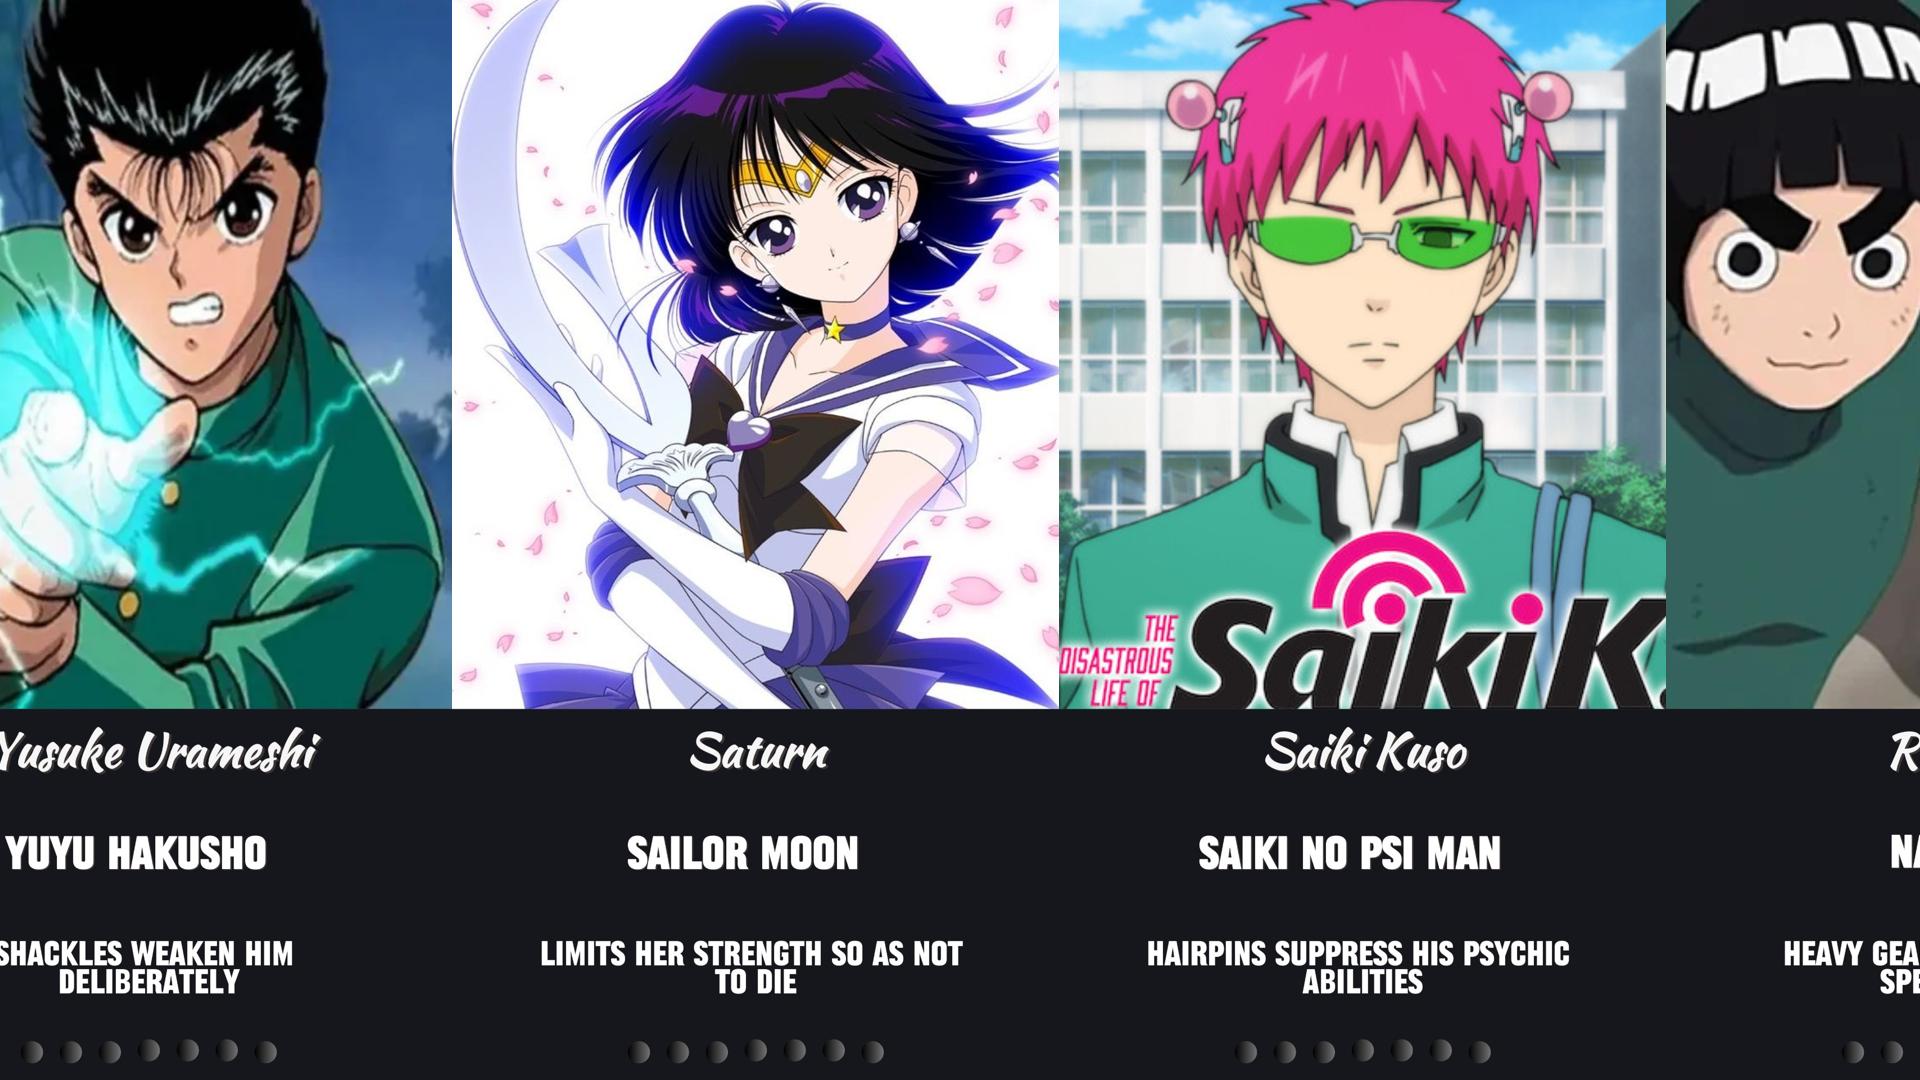 THE
DISASTROUS
LIFE OF
Saiki K.
Yusuke Urameshi
YUYU HAKUSHO
SHACKLES WEAKEN HIM
DELIBERATELY
Saturn
SAILOR MOON
LIMITS HER STRENGTH SO AS NOT
TO DIE
Saiki Kuso
SAIKI NO PSI MAN
HAIRPINS SUPPRESS HIS PSYCHIC
ABILITIES
HEAVY